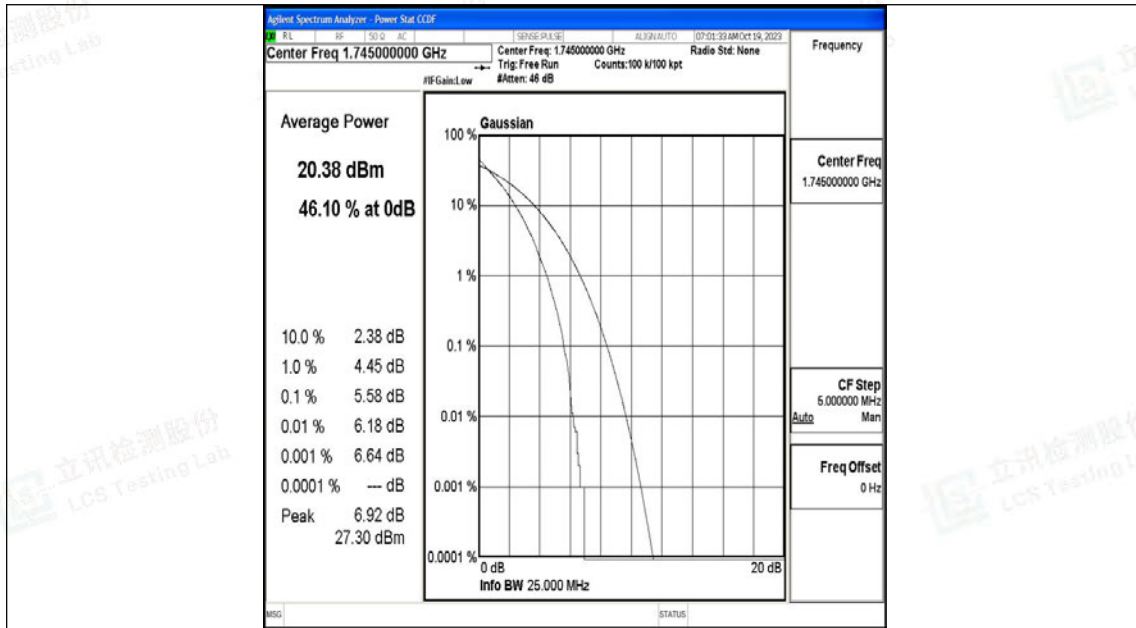 Agilent Spectrum Analyzer - Power Stat CCDF
RL RF 50 Ω AC SENSE:PULSE ALIGNAUTO 07:01:33 AM Oct 19, 2023
Center Freq 1.745000000 GHz
Center Freq: 1.745000000 GHz Radio Std: None
Trig: Free Run Counts:100 k/100 kpt
#IFGain:Low #Atten: 46 dB
Frequency
Average Power
20.38 dBm
46.10 % at 0dB
10.0 % 2.38 dB
1.0 % 4.45 dB
0.1 % 5.58 dB
0.01 % 6.18 dB
0.001 % 6.64 dB
0.0001 % --- dB
Peak 6.92 dB
27.30 dBm
Gaussian
100 %
10 %
1 %
0.1 %
0.01 %
0.001 %
0.0001 %
0 dB 20 dB
Info BW 25.000 MHz
Center Freq
1.745000000 GHz
CF Step
5.000000 MHz
Auto Man
Freq Offset
0 Hz
MSG STATUS
立讯检测股份
LCS Testing Lab